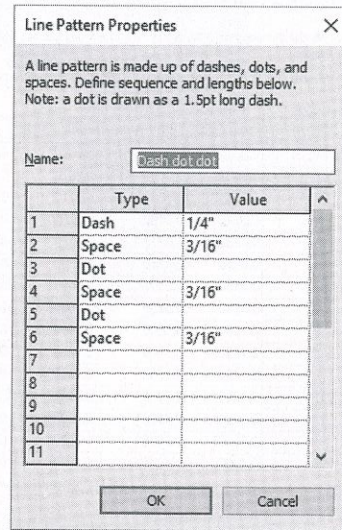 Line Pattern Properties
A line pattern is made up of dashes, dots, and
spaces. Define sequence and lengths below.
Note: a dot is drawn as a 1.5pt long dash.
Name: Dash dot dot
Type Value
1 Dash 1/4"
2 Space 3/16"
3 Dot
4 Space 3/16"
5 Dot
6 Space 3/16"
7
8
9
10
11
OK Cancel